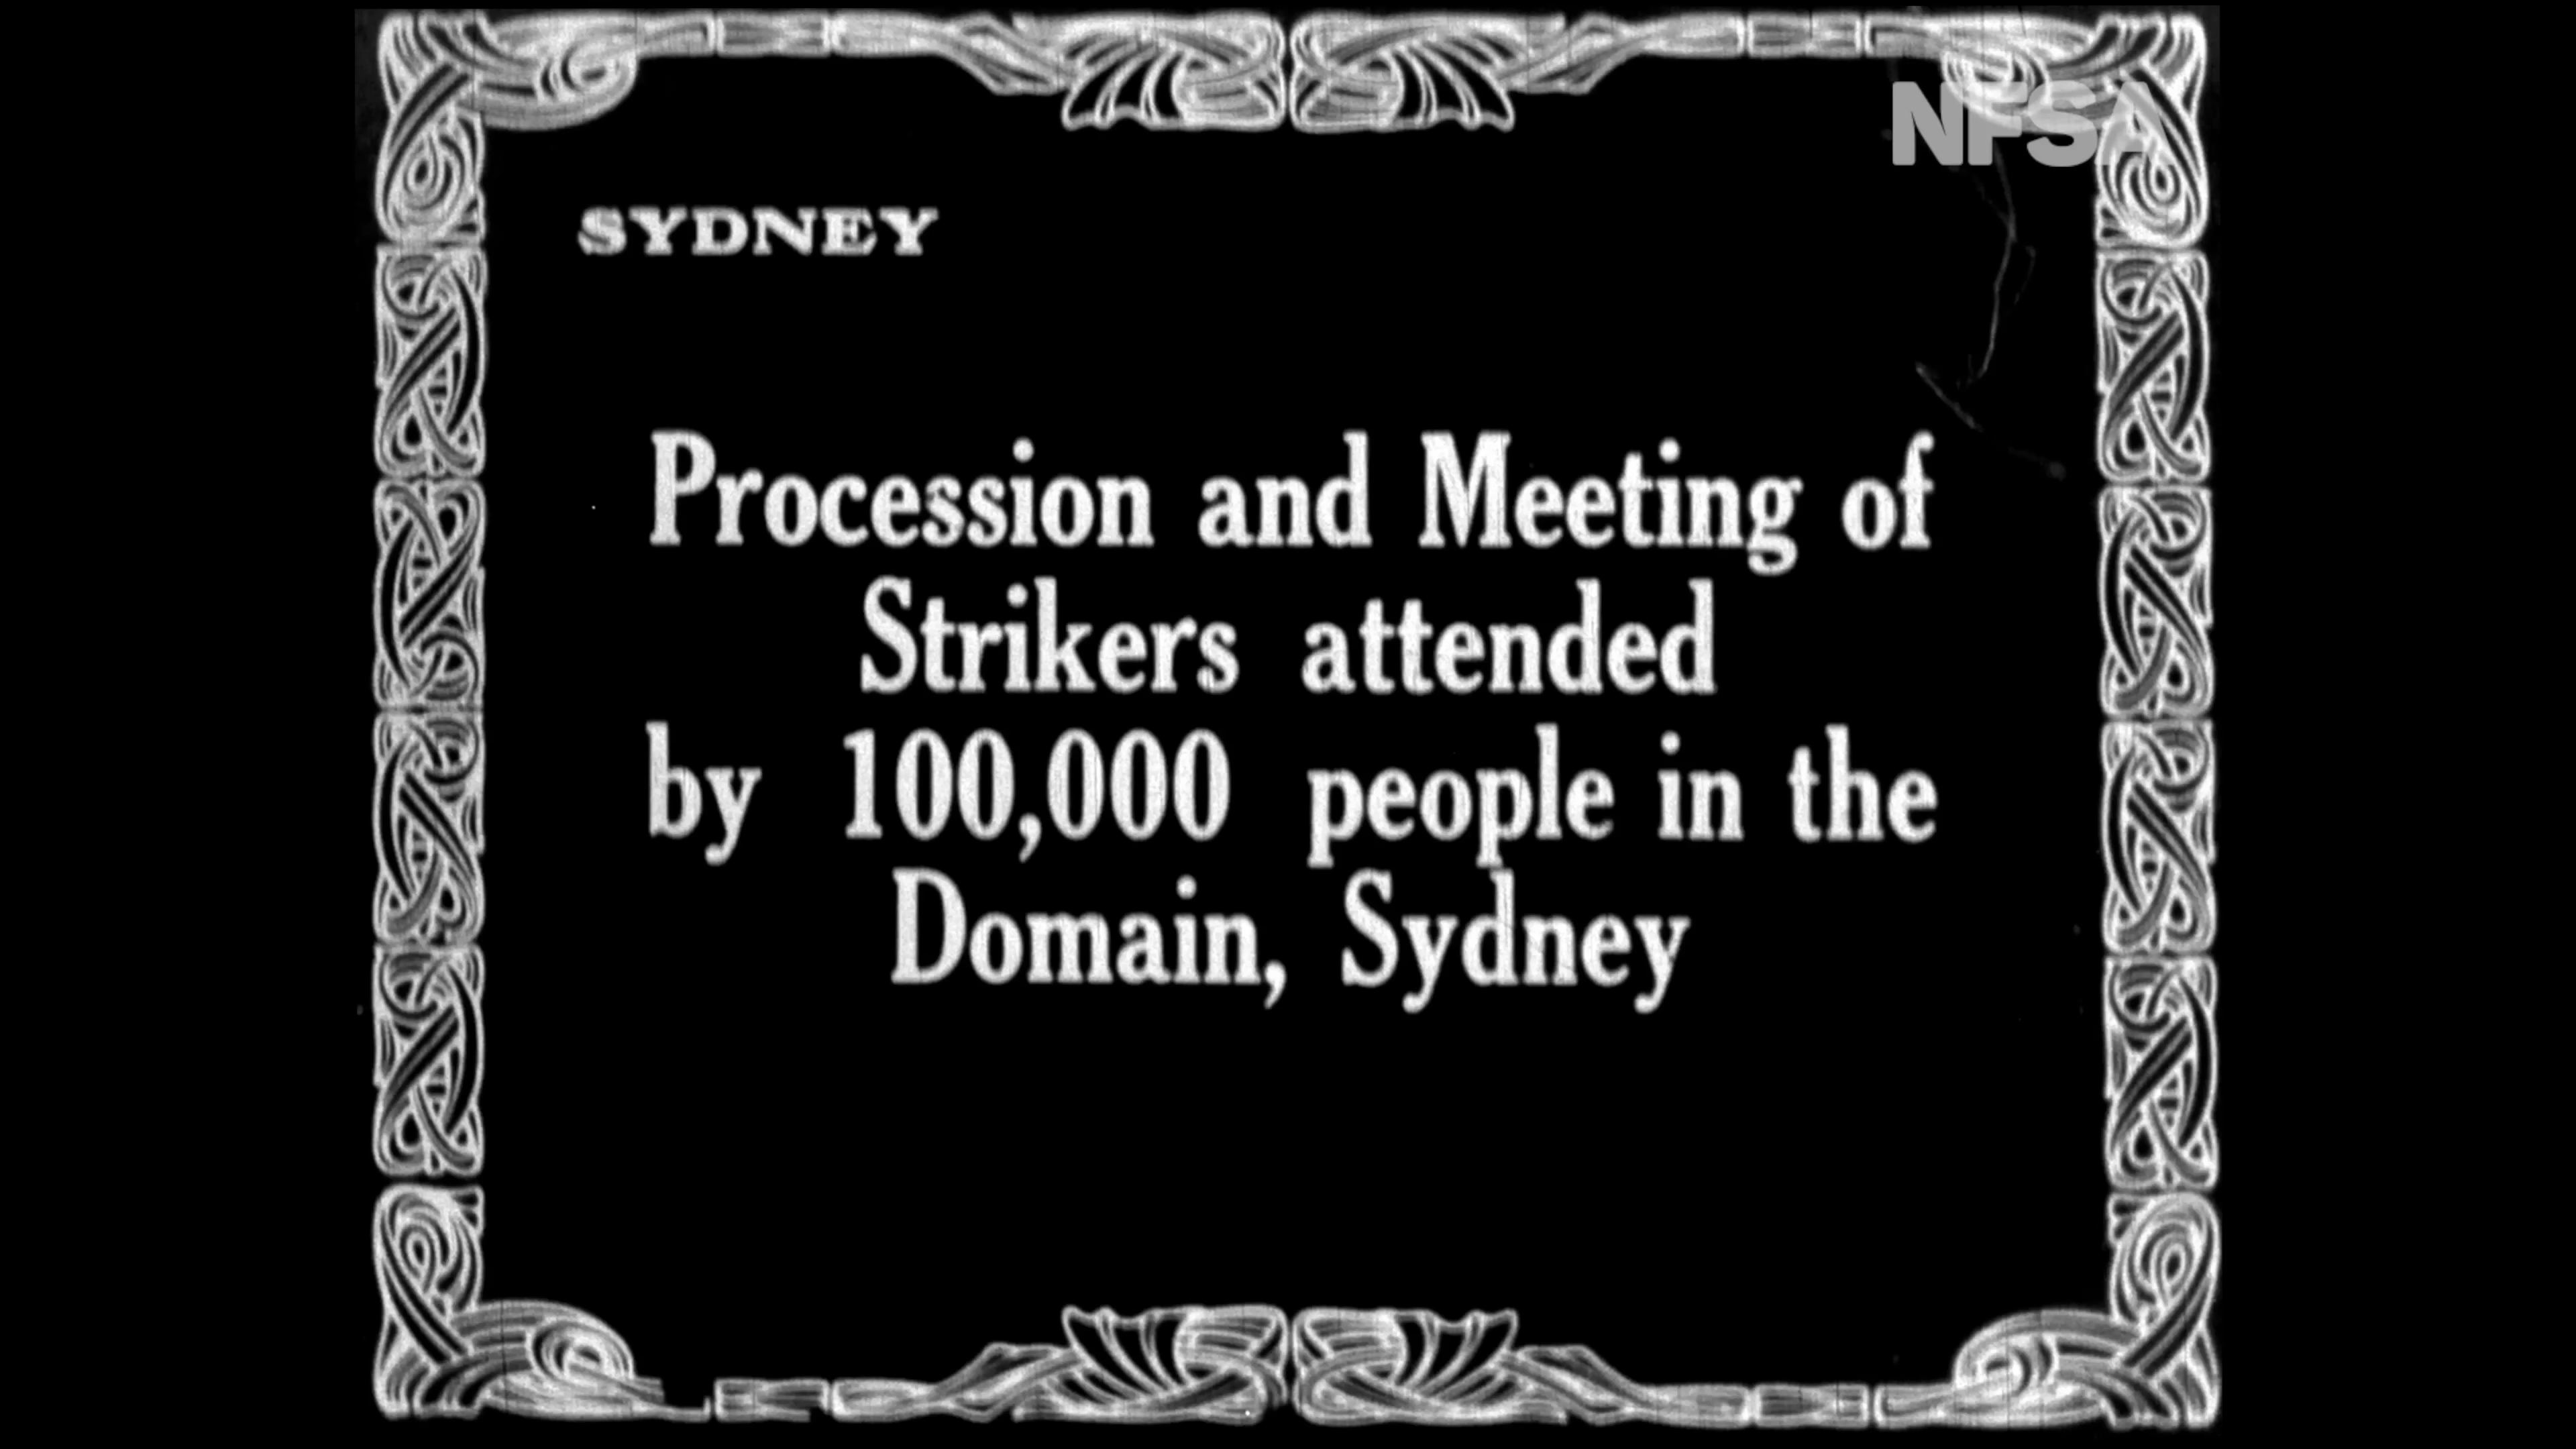 NFSA
SYDNEY
Procession and Meeting of
Strikers attended
by 100,000 people in the
Domain, Sydney